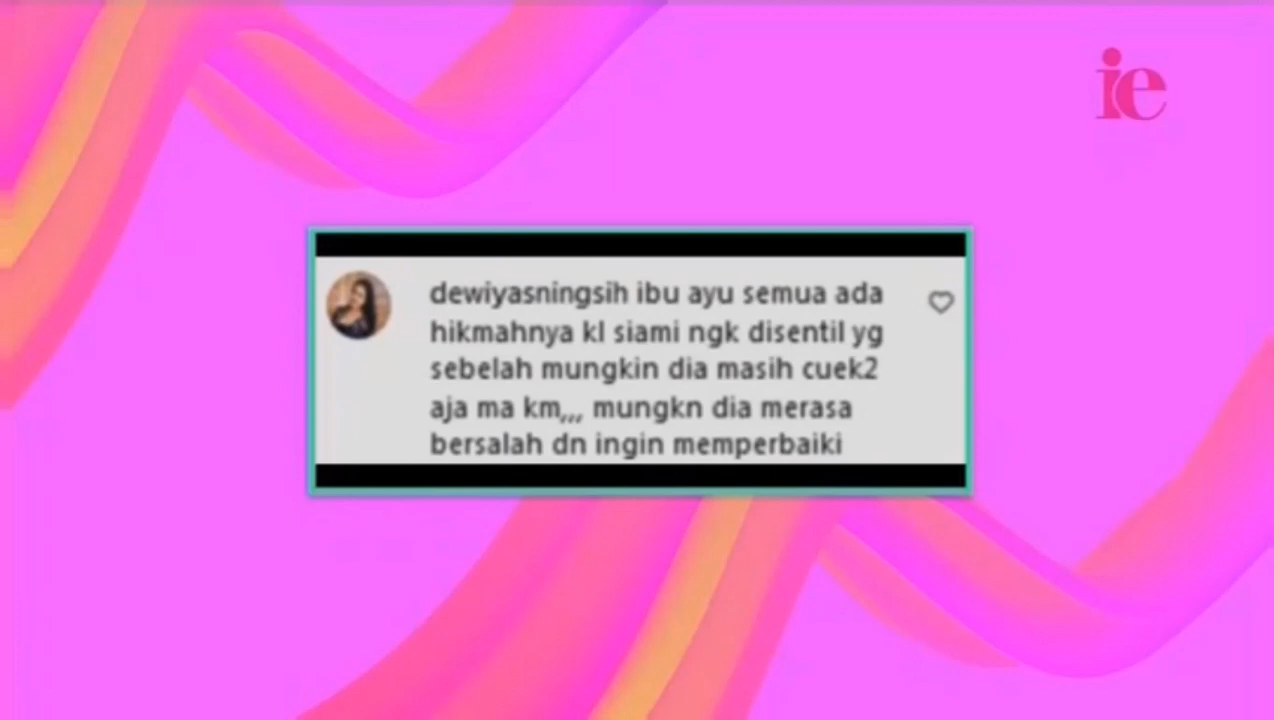 ie
dewiyasningsih ibu ayu semua ada
hikmahnya kl siami ngk disentil yg
sebelah mungkin dia masih cuek2
aja ma km,,, mungkn dia merasa
bersalah dn ingin memperbaiki